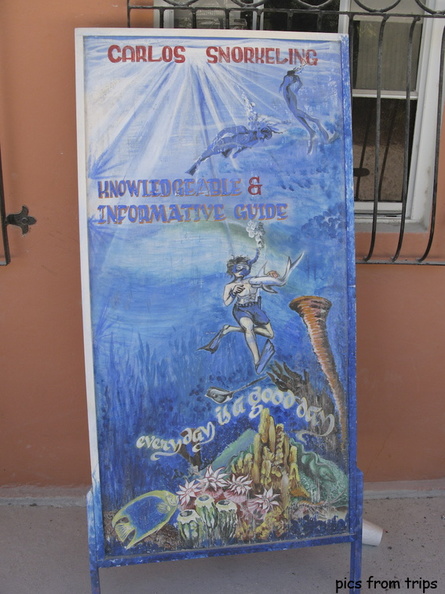 CARLOS SNORKELING
KNOWLEDGEABLE &
INFORMATIVE GUIDE
everyday is a good day
pics from trips